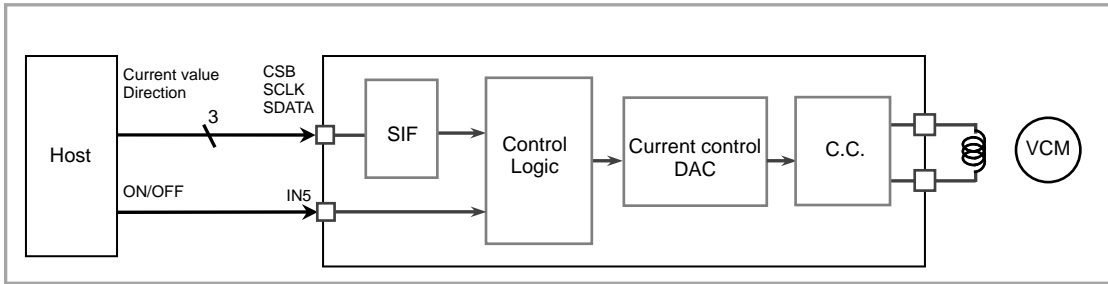 Host
Current value
Direction
3
CSB
SCLK
SDATA
ON/OFF
IN5
SIF
Control
Logic
Current control
DAC
C.C.
VCM